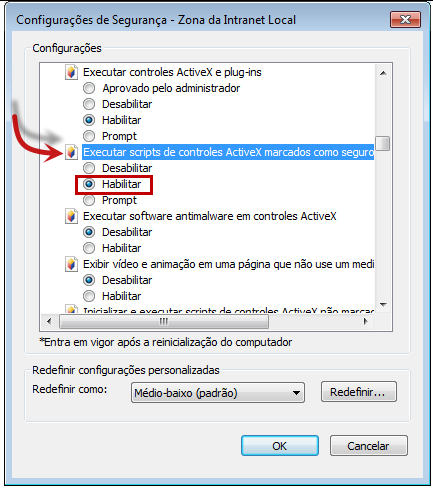 Configurações de Segurança - Zona da Intranet Local
Configurações
Executar controles ActiveX e plug-ins
Aprovado pelo administrador
Desabilitar
Habilitar
Prompt
Executar scripts de controles ActiveX marcados como seguro
Desabilitar
Habilitar
Prompt
Executar software antimalware em controles ActiveX
Desabilitar
Habilitar
Exibir vídeo e animação em uma página que não use um medi
Desabilitar
Habilitar
Inicializar e executar scripts de controles ActiveX não marcado
*Entra em vigor após a reinicialização do computador
Redefinir configurações personalizadas
Redefinir como:
Médio-baixo (padrão)
Redefinir...
OK
Cancelar